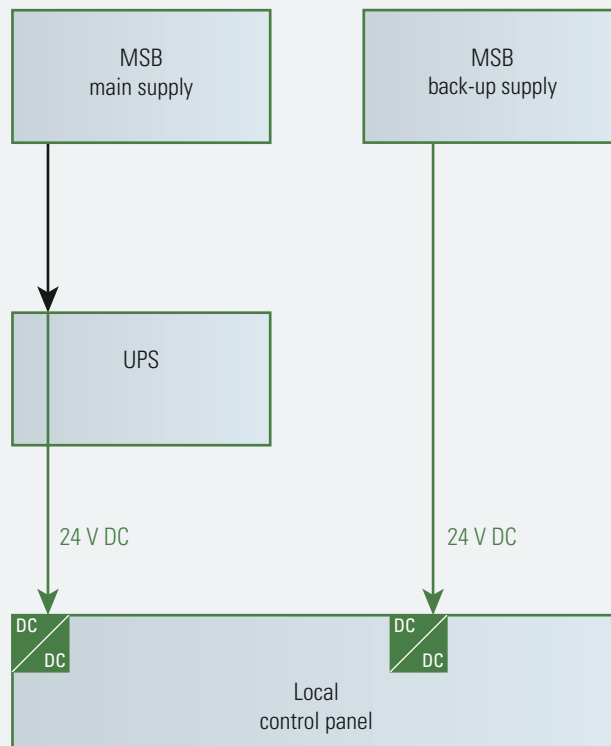 MSB
main supply
MSB
back-up supply
UPS
24 V DC
24 V DC
DC
DC
DC
DC
Local
control panel